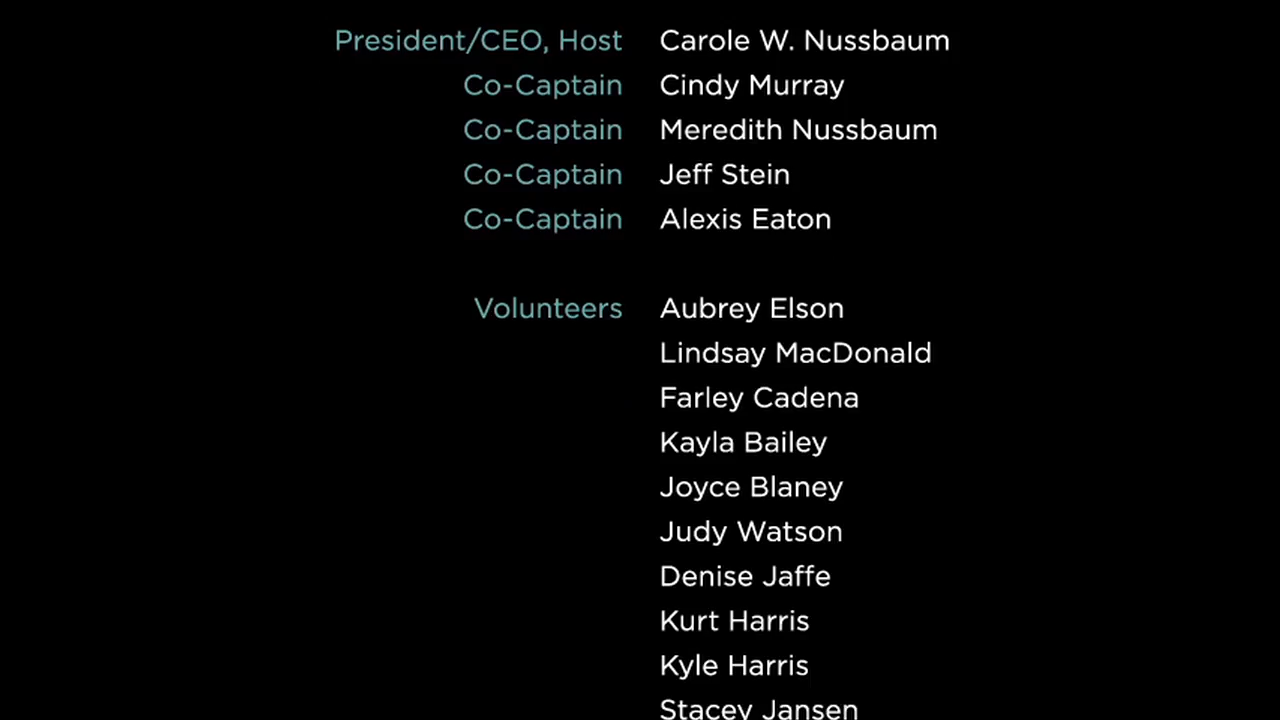 President/CEO, Host Carole W. Nussbaum
Co-Captain Cindy Murray
Co-Captain Meredith Nussbaum
Co-Captain Jeff Stein
Co-Captain Alexis Eaton
Volunteers Aubrey Elson
Lindsay MacDonald
Farley Cadena
Kayla Bailey
Joyce Blaney
Judy Watson
Denise Jaffe
Kurt Harris
Kyle Harris
Stacey Jansen